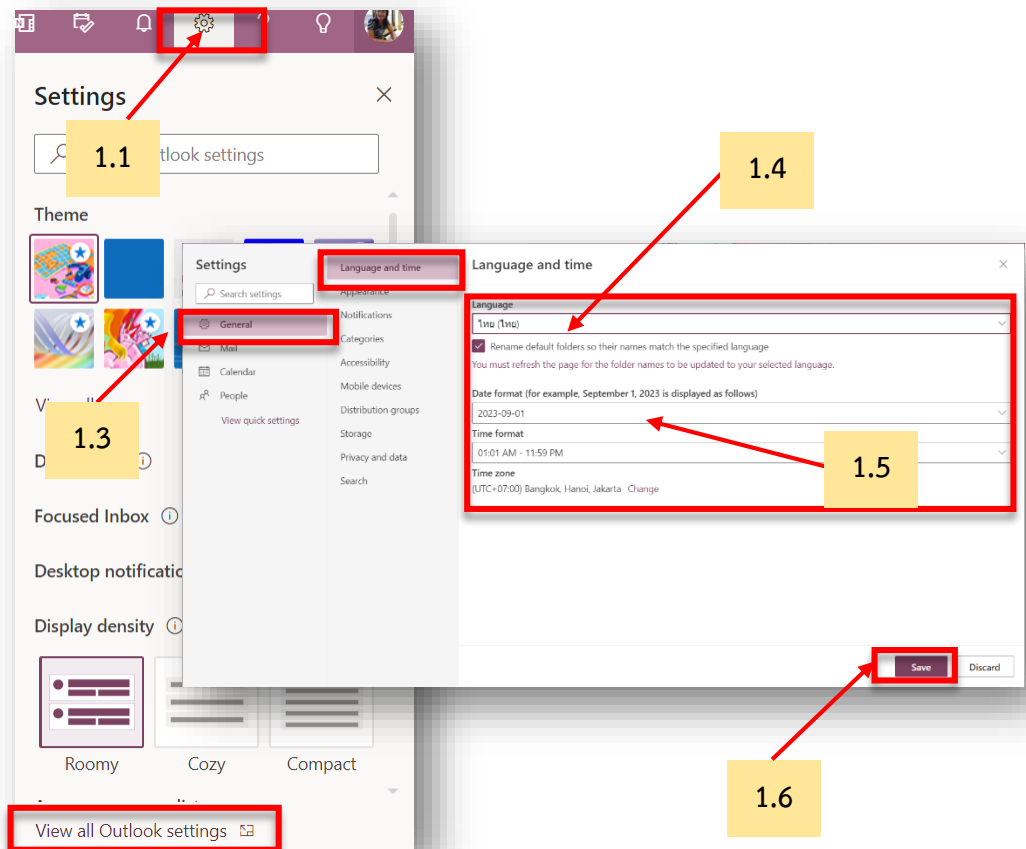 Settings
1.1
tlook settings
Theme
1.3
Focused Inbox
Desktop notificatio
Display density
Roomy
Cozy
Compact
View all Outlook settings
Settings
Search settings
General
Mail
Calendar
People
View quick settings
Language and time
Appearance
Notifications
Categories
Accessibility
Mobile devices
Distribution groups
Storage
Privacy and data
Search
Language and time
1.4
Language
ไทย (ไทย)
Rename default folders so their names match the specified language
You must refresh the page for the folder names to be updated to your selected language.
Date format (for example, September 1, 2023 is displayed as follows)
2023-09-01
Time format
01:01 AM - 11:59 PM
1.5
Time zone
(UTC+07:00) Bangkok, Hanoi, Jakarta Change
Save
Discard
1.6